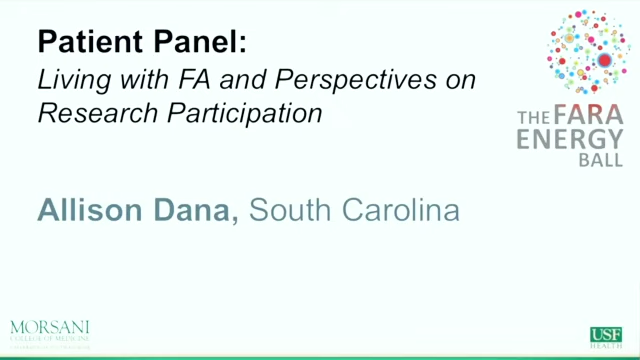 Patient Panel:
Living with FA and Perspectives on
Research Participation
THE FARA
ENERGY
BALL
Allison Dana, South Carolina
MORSANI
COLLEGE OF MEDICINE
USF
HEALTH